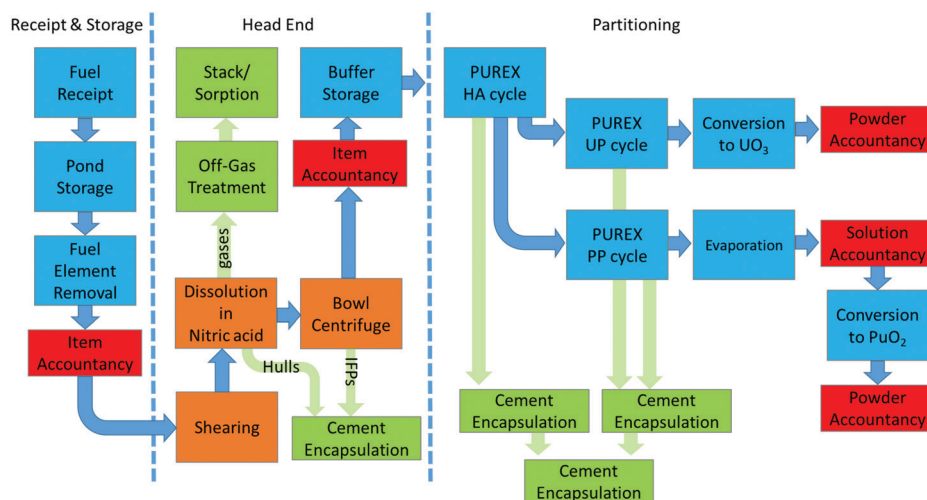 Receipt & Storage
Fuel
Receipt
Pond
Storage
Fuel
Element
Removal
Item
Accountancy
Head End
Stack/
Sorption
Off-Gas
Treatment
gases
Dissolution
in
Nitric acid
Hulls
Shearing
Buffer
Storage
Item
Accountancy
Bowl
Centrifuge
IFPs
Cement
Encapsulation
Partitioning
PUREX
HA cycle
PUREX
UP cycle
Conversion
to UO₃
Powder
Accountancy
PUREX
PP cycle
Evaporation
Solution
Accountancy
Conversion
to PuO₂
Powder
Accountancy
Cement
Encapsulation
Cement
Encapsulation
Cement
Encapsulation